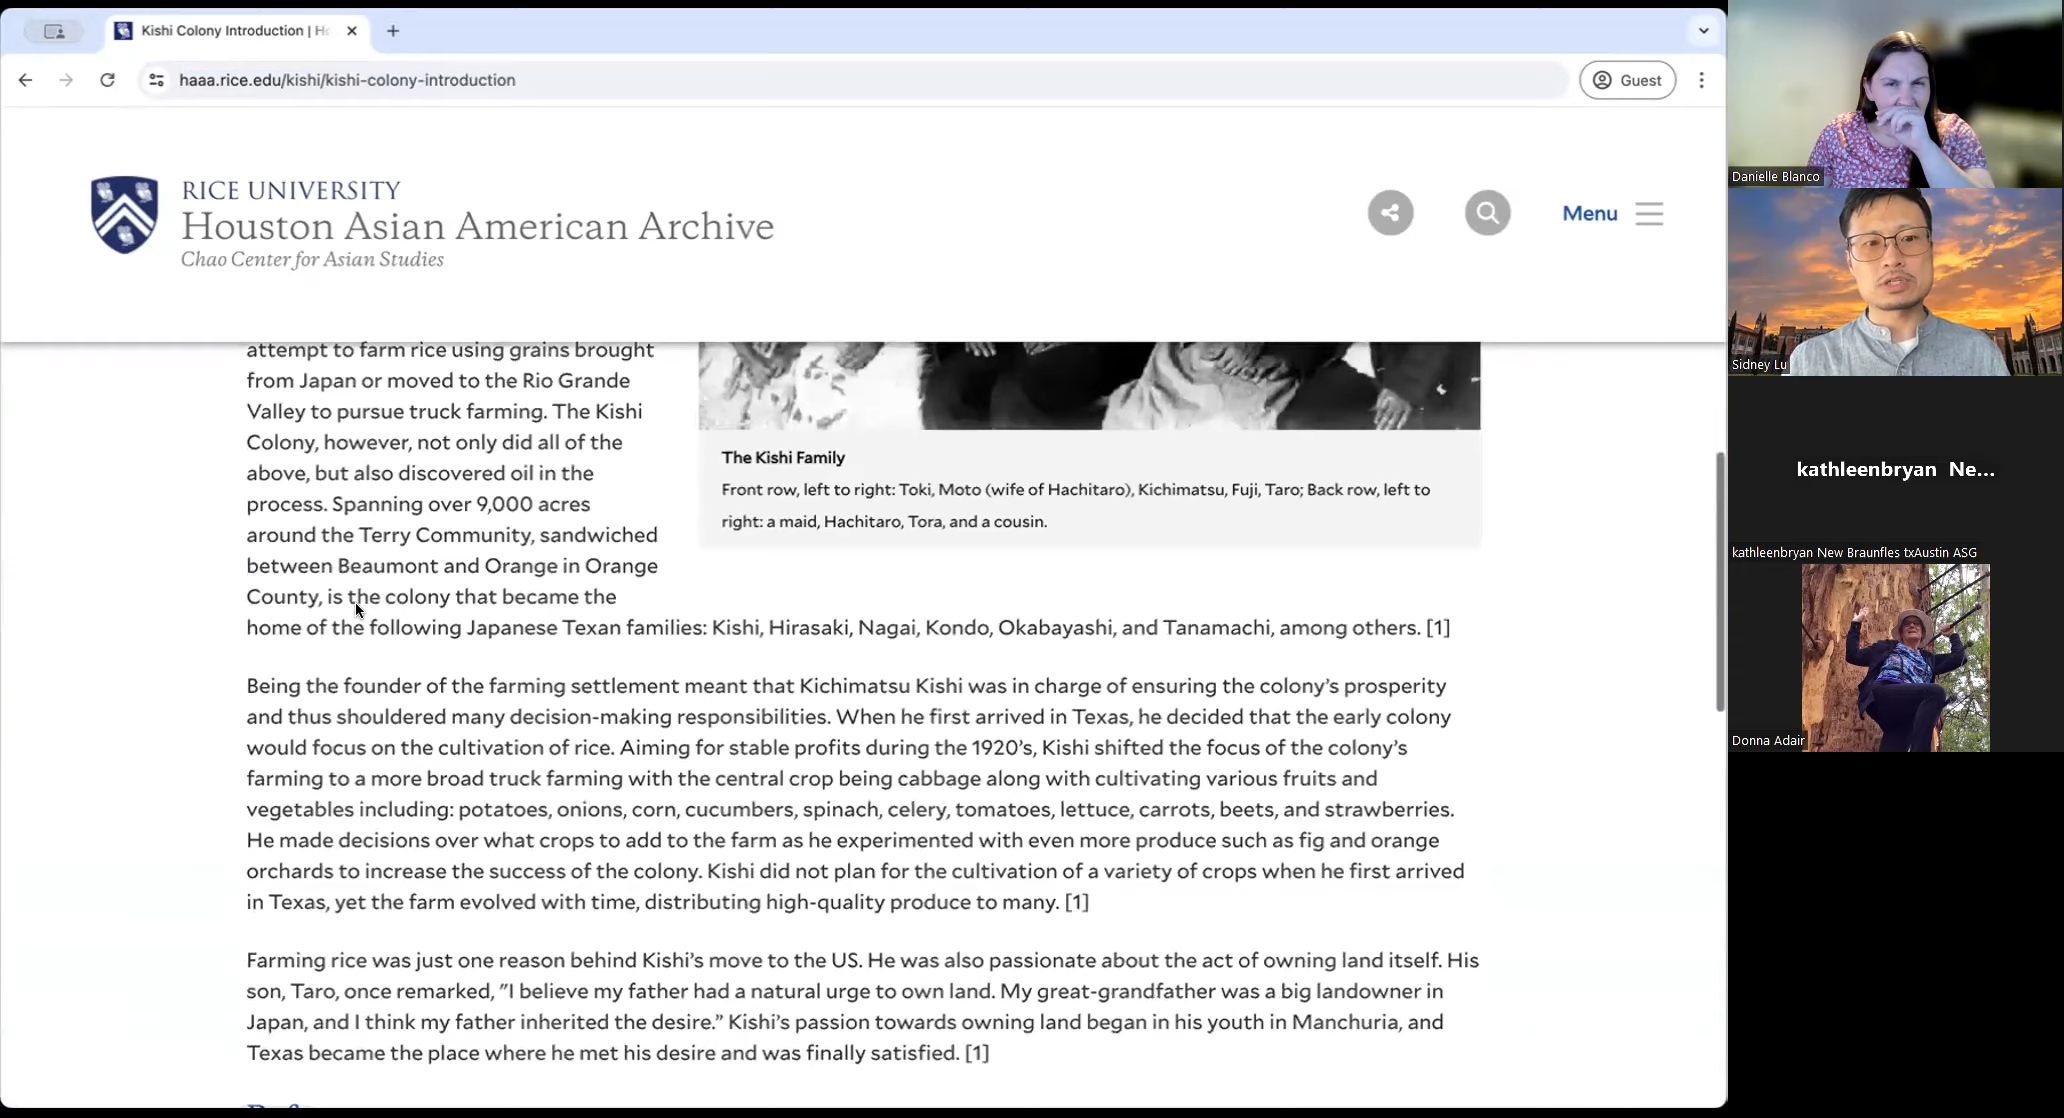 Kishi Colony Introduction | Ho
haaa.rice.edu/kishi/kishi-colony-introduction
Guest
RICE UNIVERSITY
Houston Asian American Archive
Chao Center for Asian Studies
Menu
attempt to farm rice using grains brought
from Japan or moved to the Rio Grande
Valley to pursue truck farming. The Kishi
Colony, however, not only did all of the
above, but also discovered oil in the
process. Spanning over 9,000 acres
around the Terry Community, sandwiched
between Beaumont and Orange in Orange
County, is the colony that became the
home of the following Japanese Texan families: Kishi, Hirasaki, Nagai, Kondo, Okabayashi, and Tanamachi, among others. [1]
The Kishi Family
Front row, left to right: Toki, Moto (wife of Hachitaro), Kichimatsu, Fuji, Taro; Back row, left to
right: a maid, Hachitaro, Tora, and a cousin.
Being the founder of the farming settlement meant that Kichimatsu Kishi was in charge of ensuring the colony's prosperity
and thus shouldered many decision-making responsibilities. When he first arrived in Texas, he decided that the early colony
would focus on the cultivation of rice. Aiming for stable profits during the 1920's, Kishi shifted the focus of the colony's
farming to a more broad truck farming with the central crop being cabbage along with cultivating various fruits and
vegetables including: potatoes, onions, corn, cucumbers, spinach, celery, tomatoes, lettuce, carrots, beets, and strawberries.
He made decisions over what crops to add to the farm as he experimented with even more produce such as fig and orange
orchards to increase the success of the colony. Kishi did not plan for the cultivation of a variety of crops when he first arrived
in Texas, yet the farm evolved with time, distributing high-quality produce to many. [1]
Farming rice was just one reason behind Kishi's move to the US. He was also passionate about the act of owning land itself. His
son, Taro, once remarked, "I believe my father had a natural urge to own land. My great-grandfather was a big landowner in
Japan, and I think my father inherited the desire." Kishi's passion towards owning land began in his youth in Manchuria, and
Texas became the place where he met his desire and was finally satisfied. [1]
Danielle Blanco
Sidney Lu
kathleenbryan Ne...
kathleenbryan New Braunfles txAustin ASG
Donna Adair